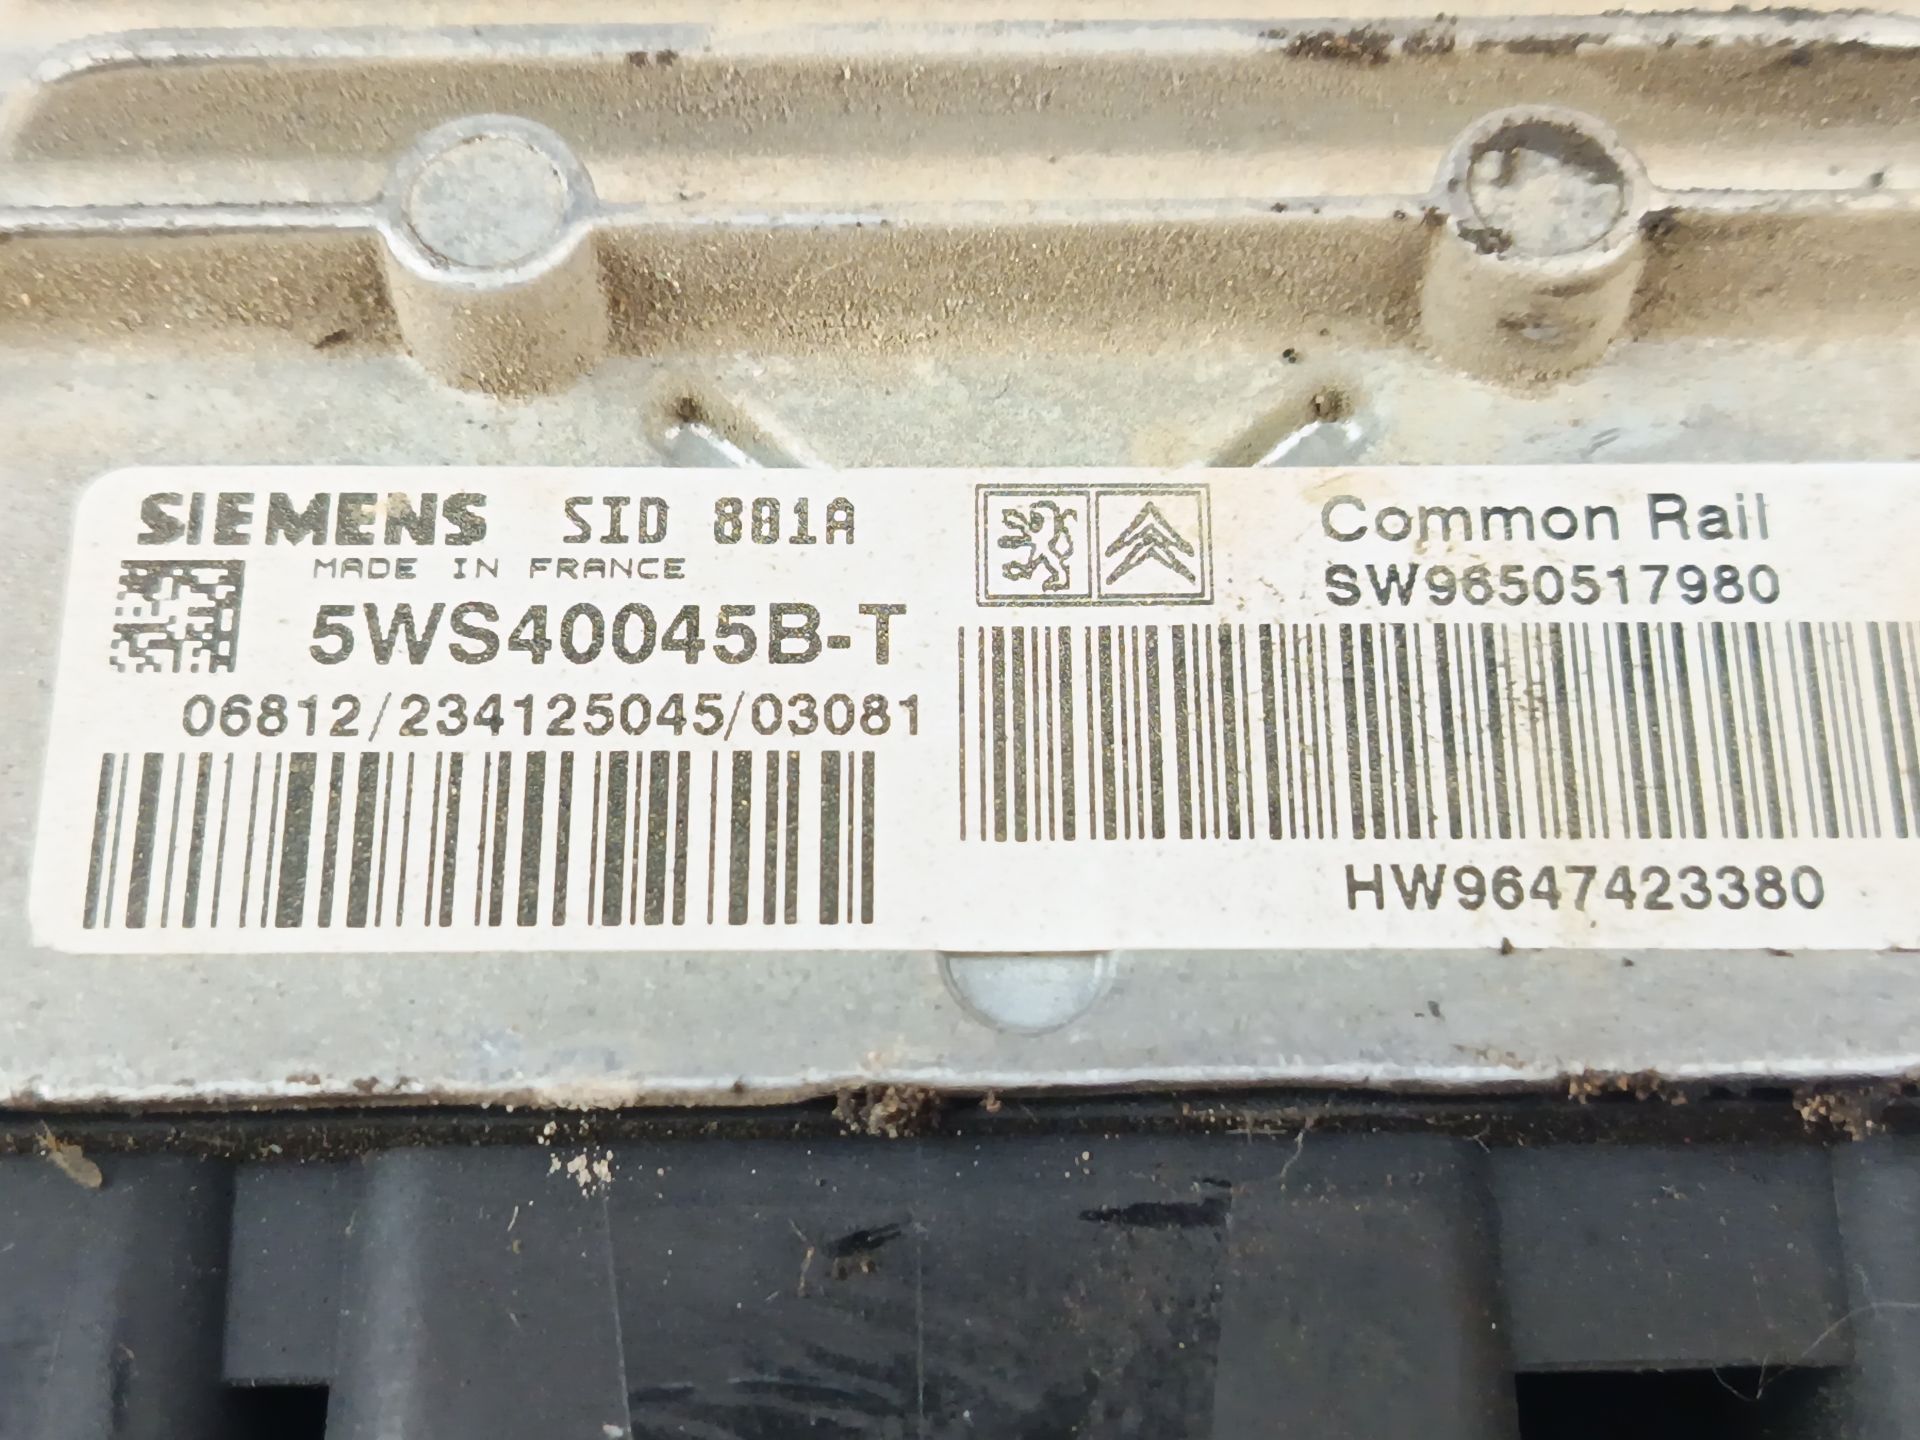 SIEMENS SID 801A
MADE IN FRANCE
5WS40045B-T
06812/234125045/03081
Common Rail
SW9650517980
HW9647423380